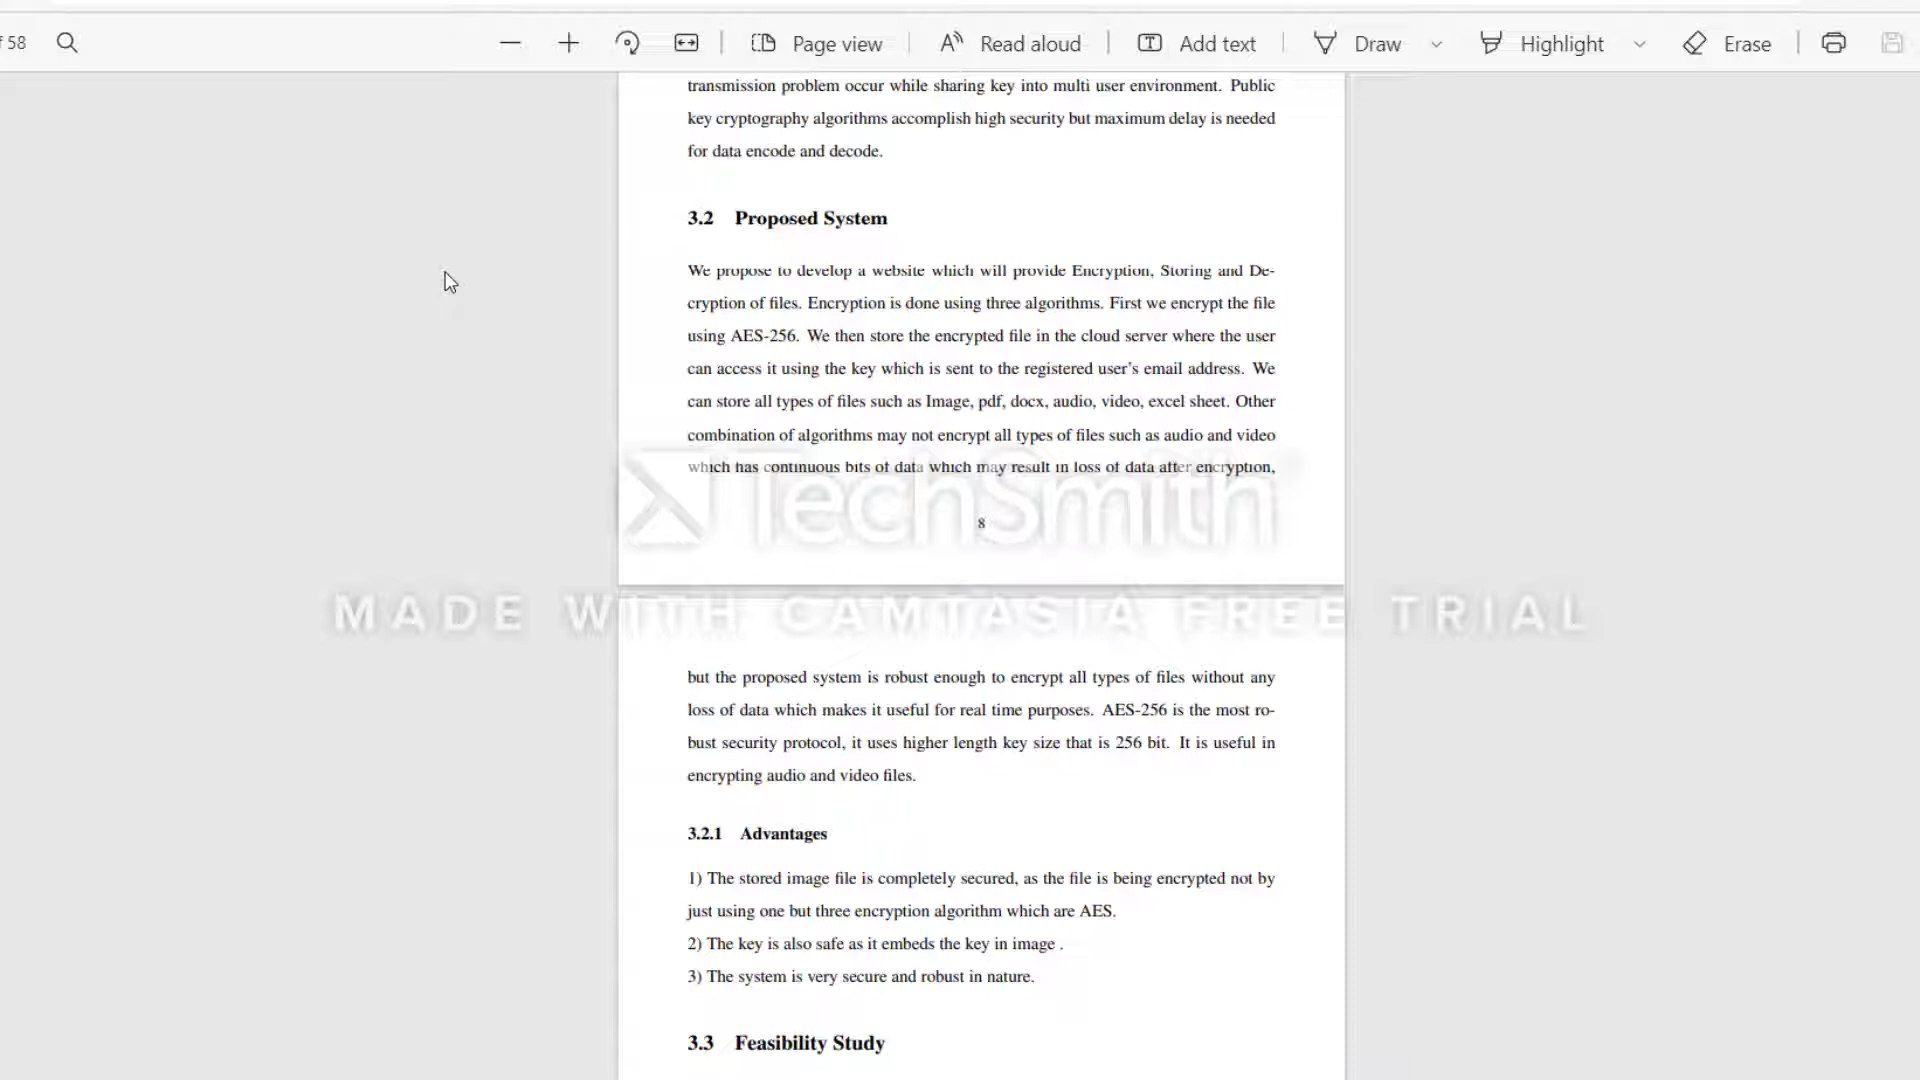 f 58
Page view
Read aloud
Add text
Draw
Highlight
Erase
transmission problem occur while sharing key into multi user environment. Public
key cryptography algorithms accomplish high security but maximum delay is needed
for data encode and decode.
3.2 Proposed System
We propose to develop a website which will provide Encryption, Storing and De-
cryption of files. Encryption is done using three algorithms. First we encrypt the file
using AES-256. We then store the encrypted file in the cloud server where the user
can access it using the key which is sent to the registered user's email address. We
can store all types of files such as Image, pdf, docx, audio, video, excel sheet. Other
combination of algorithms may not encrypt all types of files such as audio and video
which has continuous bits of data which may result in loss of data after encryption,
TechSmith
8
MADE WITH CAMTASIA FREE TRIAL
but the proposed system is robust enough to encrypt all types of files without any
loss of data which makes it useful for real time purposes. AES-256 is the most ro-
bust security protocol, it uses higher length key size that is 256 bit. It is useful in
encrypting audio and video files.
3.2.1 Advantages
1) The stored image file is completely secured, as the file is being encrypted not by
just using one but three encryption algorithm which are AES.
2) The key is also safe as it embeds the key in image .
3) The system is very secure and robust in nature.
3.3 Feasibility Study